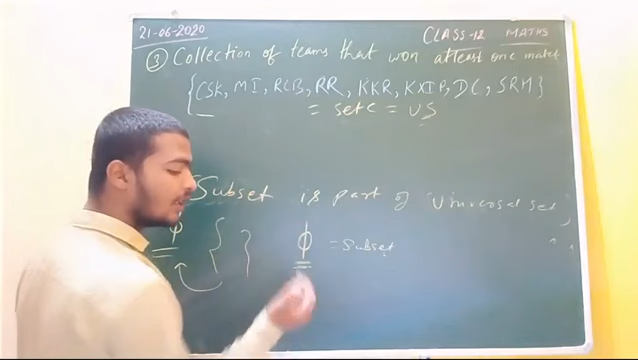 21-06-2020
CLASS-12 MATHS
③ Collection of teams that won atleast one match
{CSK, MI, RCB, RR, KKR, KXIP, DC, SRH}
= set C = US
Subset is part of Universal set
φ { } φ = Subset